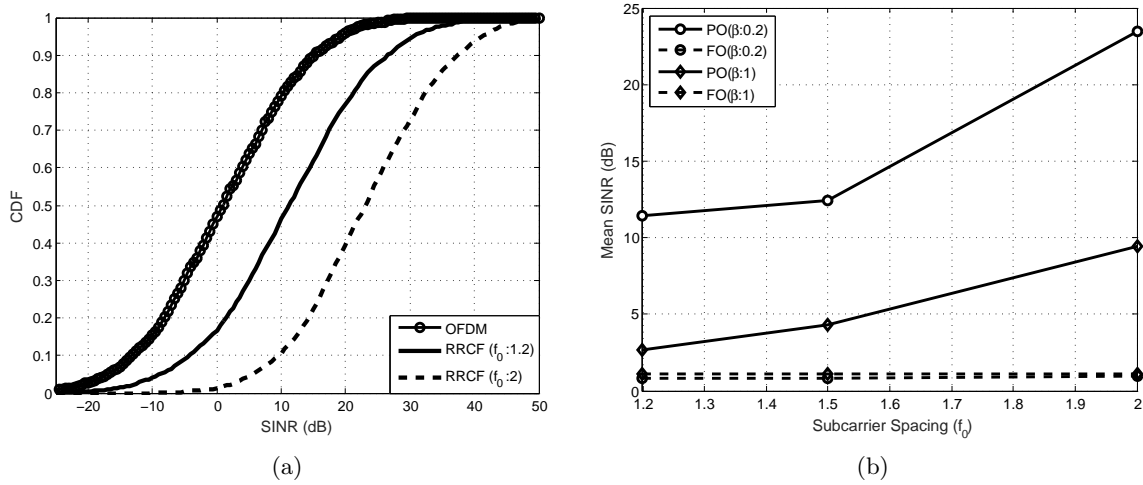 1
0.9
0.8
0.7
0.6
0.5
0.4
0.3
0.2
0.1
0
CDF
−20 −10 0 10 20 30 40 50
SINR (dB)
OFDM
RRCF (f0:1.2)
RRCF (f0:2)
(a)
25
20
15
10
5
0
Mean SINR (dB)
1.2 1.3 1.4 1.5 1.6 1.7 1.8 1.9 2
Subcarrier Spacing (f0)
PO(β:0.2)
FO(β:0.2)
PO(β:1)
FO(β:1)
(b)